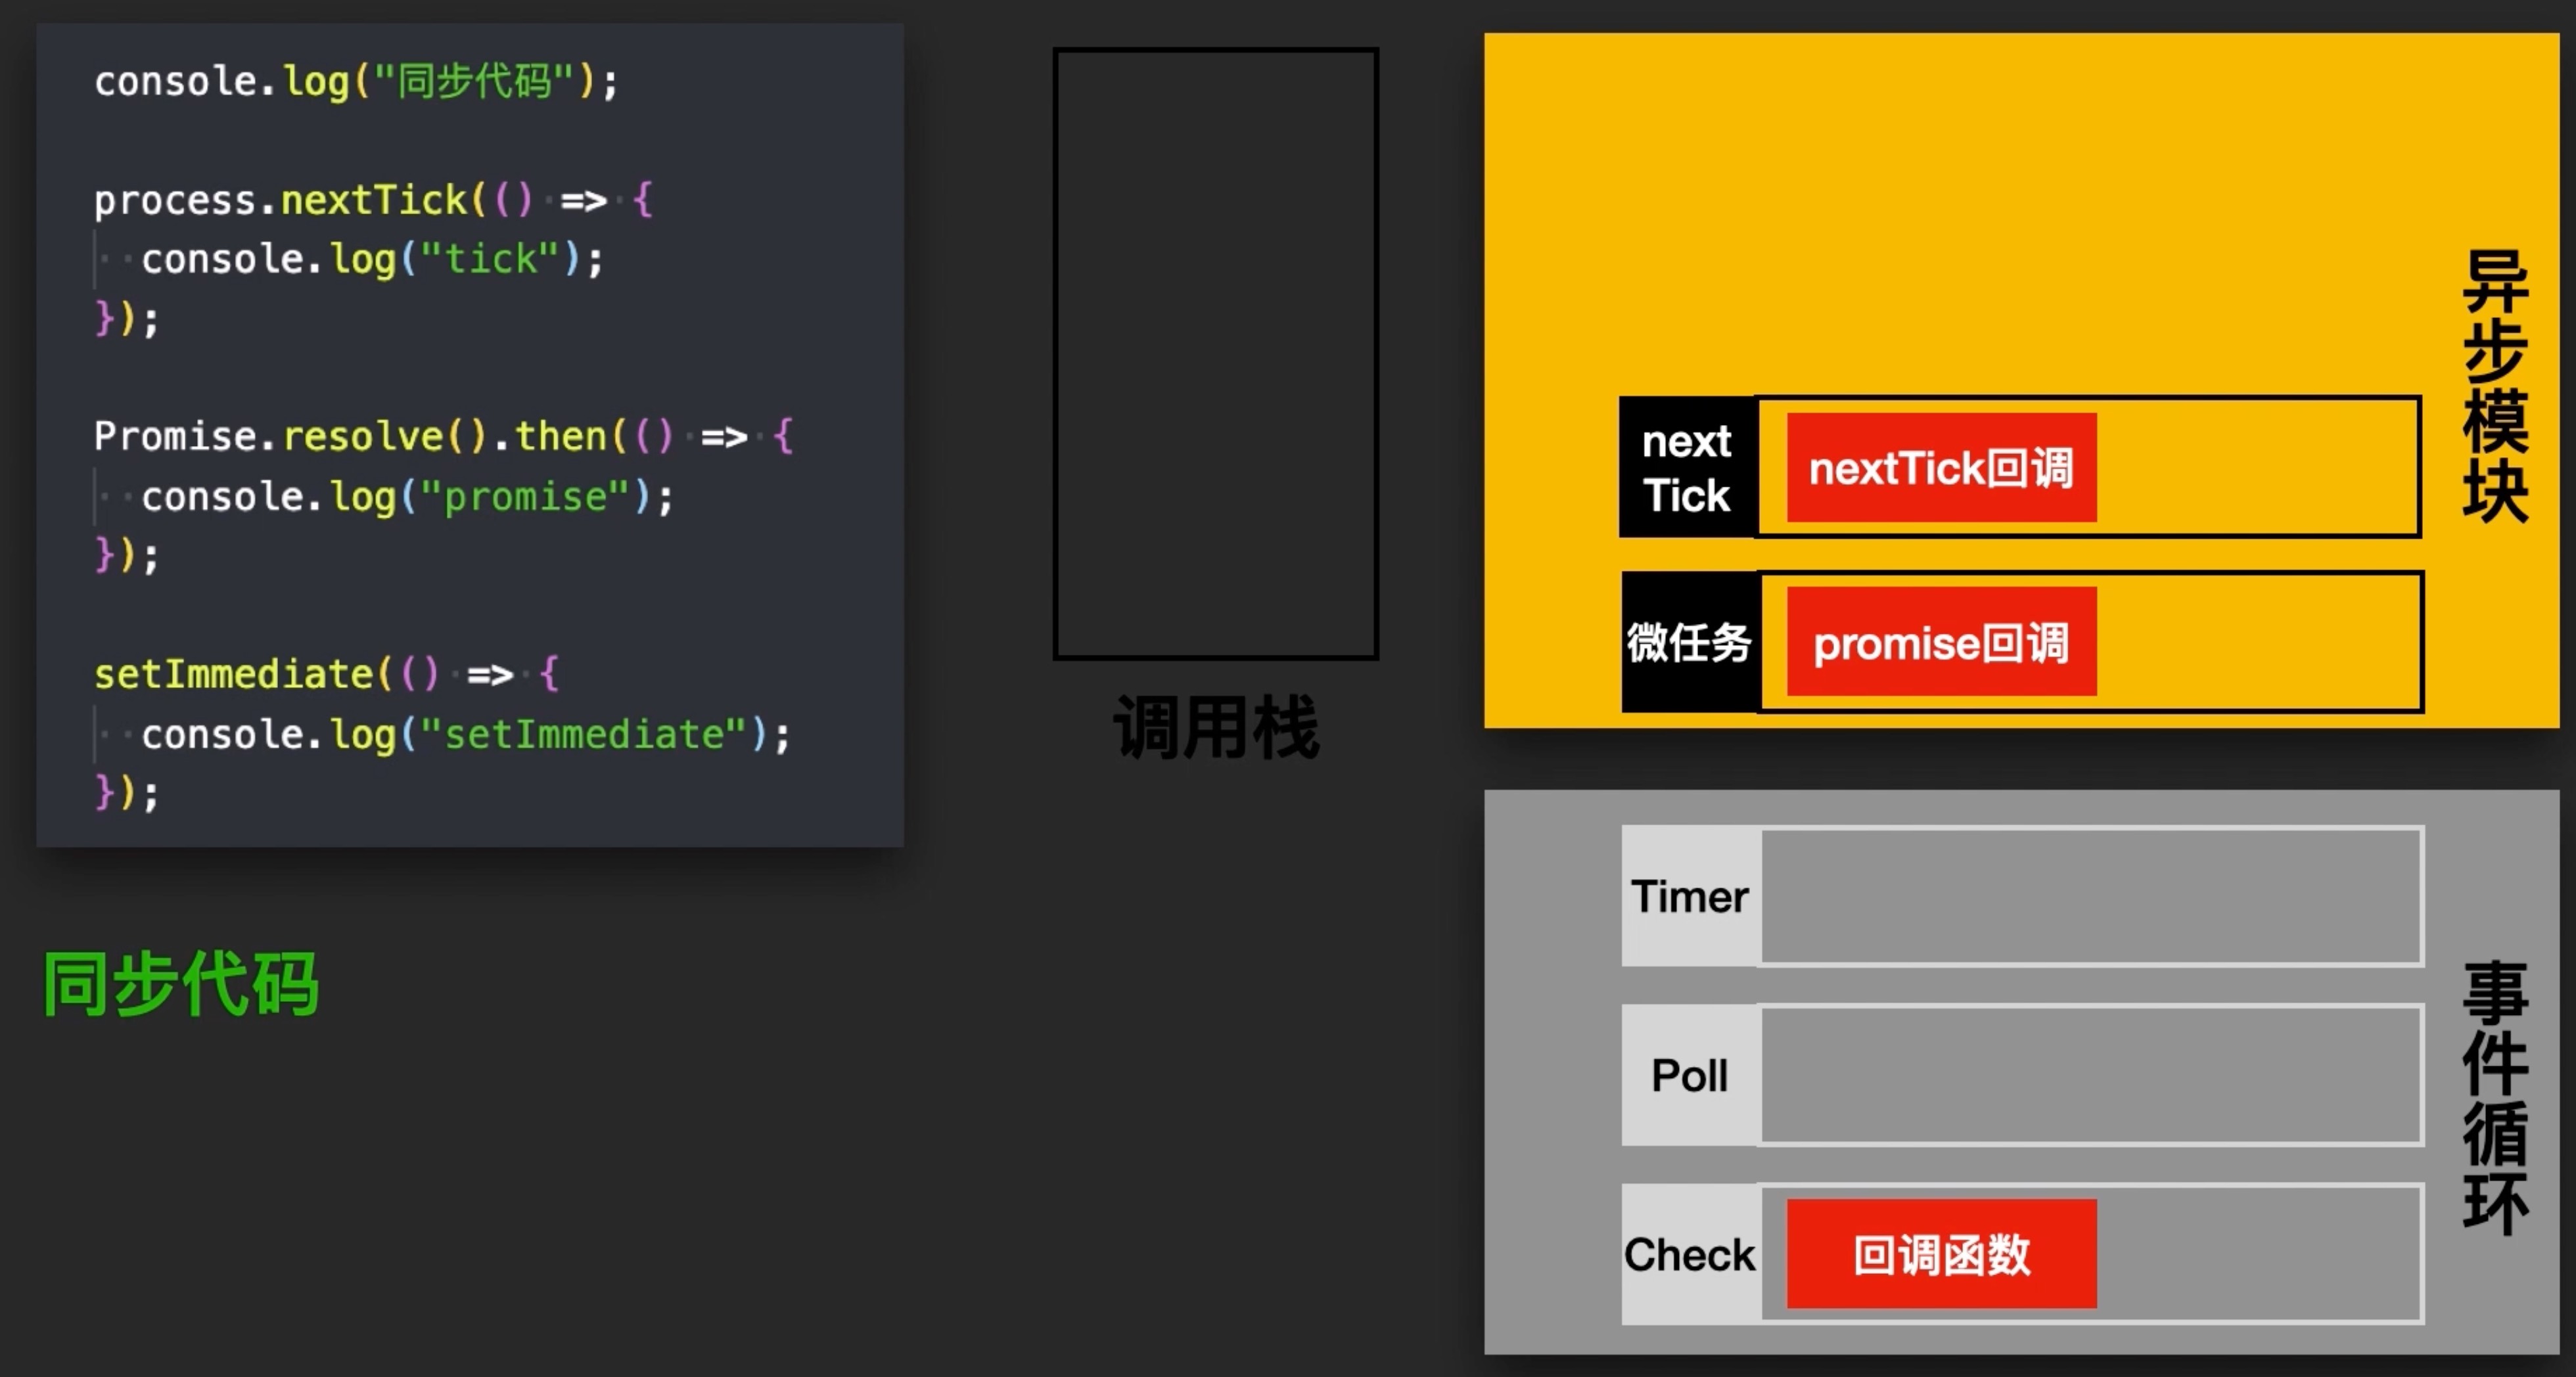 console.log("同步代码");
process.nextTick(() => {
console.log("tick");
});
Promise.resolve().then(() => {
console.log("promise");
});
setImmediate(() => {
console.log("setImmediate");
});
同步代码
调用栈
异步模块
next
Tick
nextTick回调
微任务
promise回调
事件循环
Timer
Poll
Check
回调函数